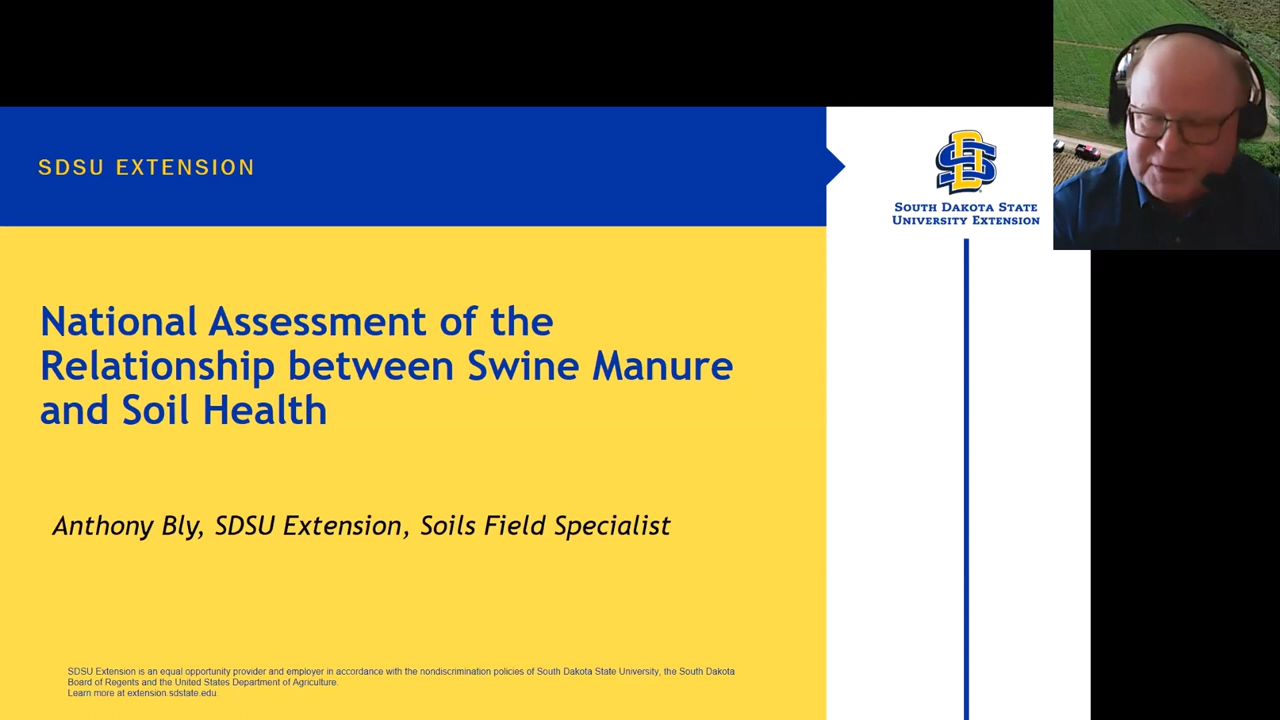 SDSU EXTENSION
SOUTH DAKOTA STATE
UNIVERSITY EXTENSION
National Assessment of the
Relationship between Swine Manure
and Soil Health
Anthony Bly, SDSU Extension, Soils Field Specialist
SDSU Extension is an equal opportunity provider and employer in accordance with the nondiscrimination policies of South Dakota State University, the South Dakota
Board of Regents and the United States Department of Agriculture.
Learn more at extension.sdstate.edu.